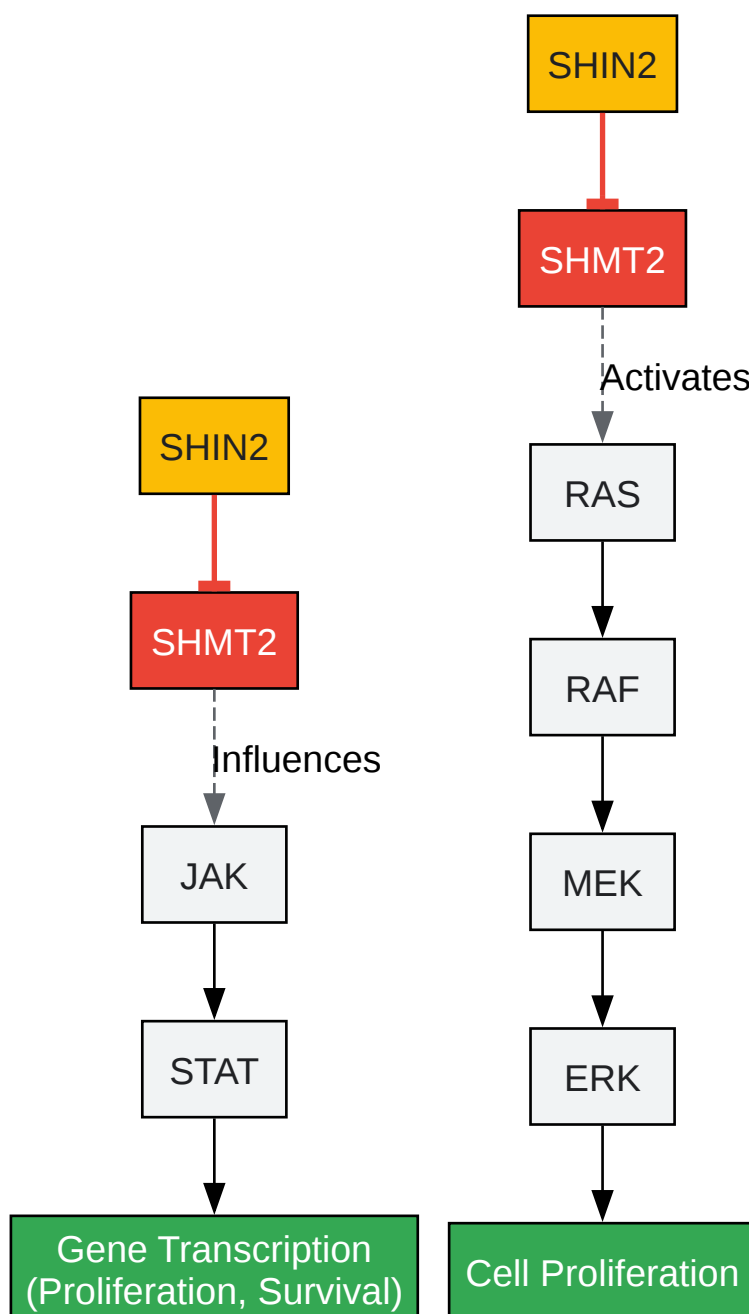 SHIN2
SHMT2
Influences
JAK
STAT
Gene Transcription
(Proliferation, Survival)
SHIN2
SHMT2
Activates
RAS
RAF
MEK
ERK
Cell Proliferation